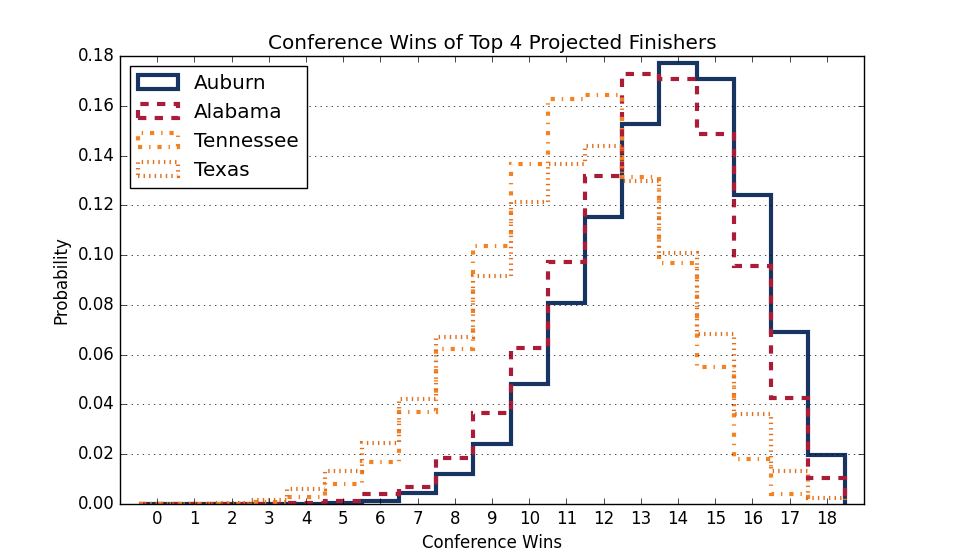 Conference Wins of Top 4 Projected Finishers
Auburn
Alabama
Tennessee
Texas
0.18
0.16
0.14
0.12
0.10
0.08
0.06
0.04
0.02
0.00
Probability
0 1 2 3 4 5 6 7 8 9 10 11 12 13 14 15 16 17 18
Conference Wins